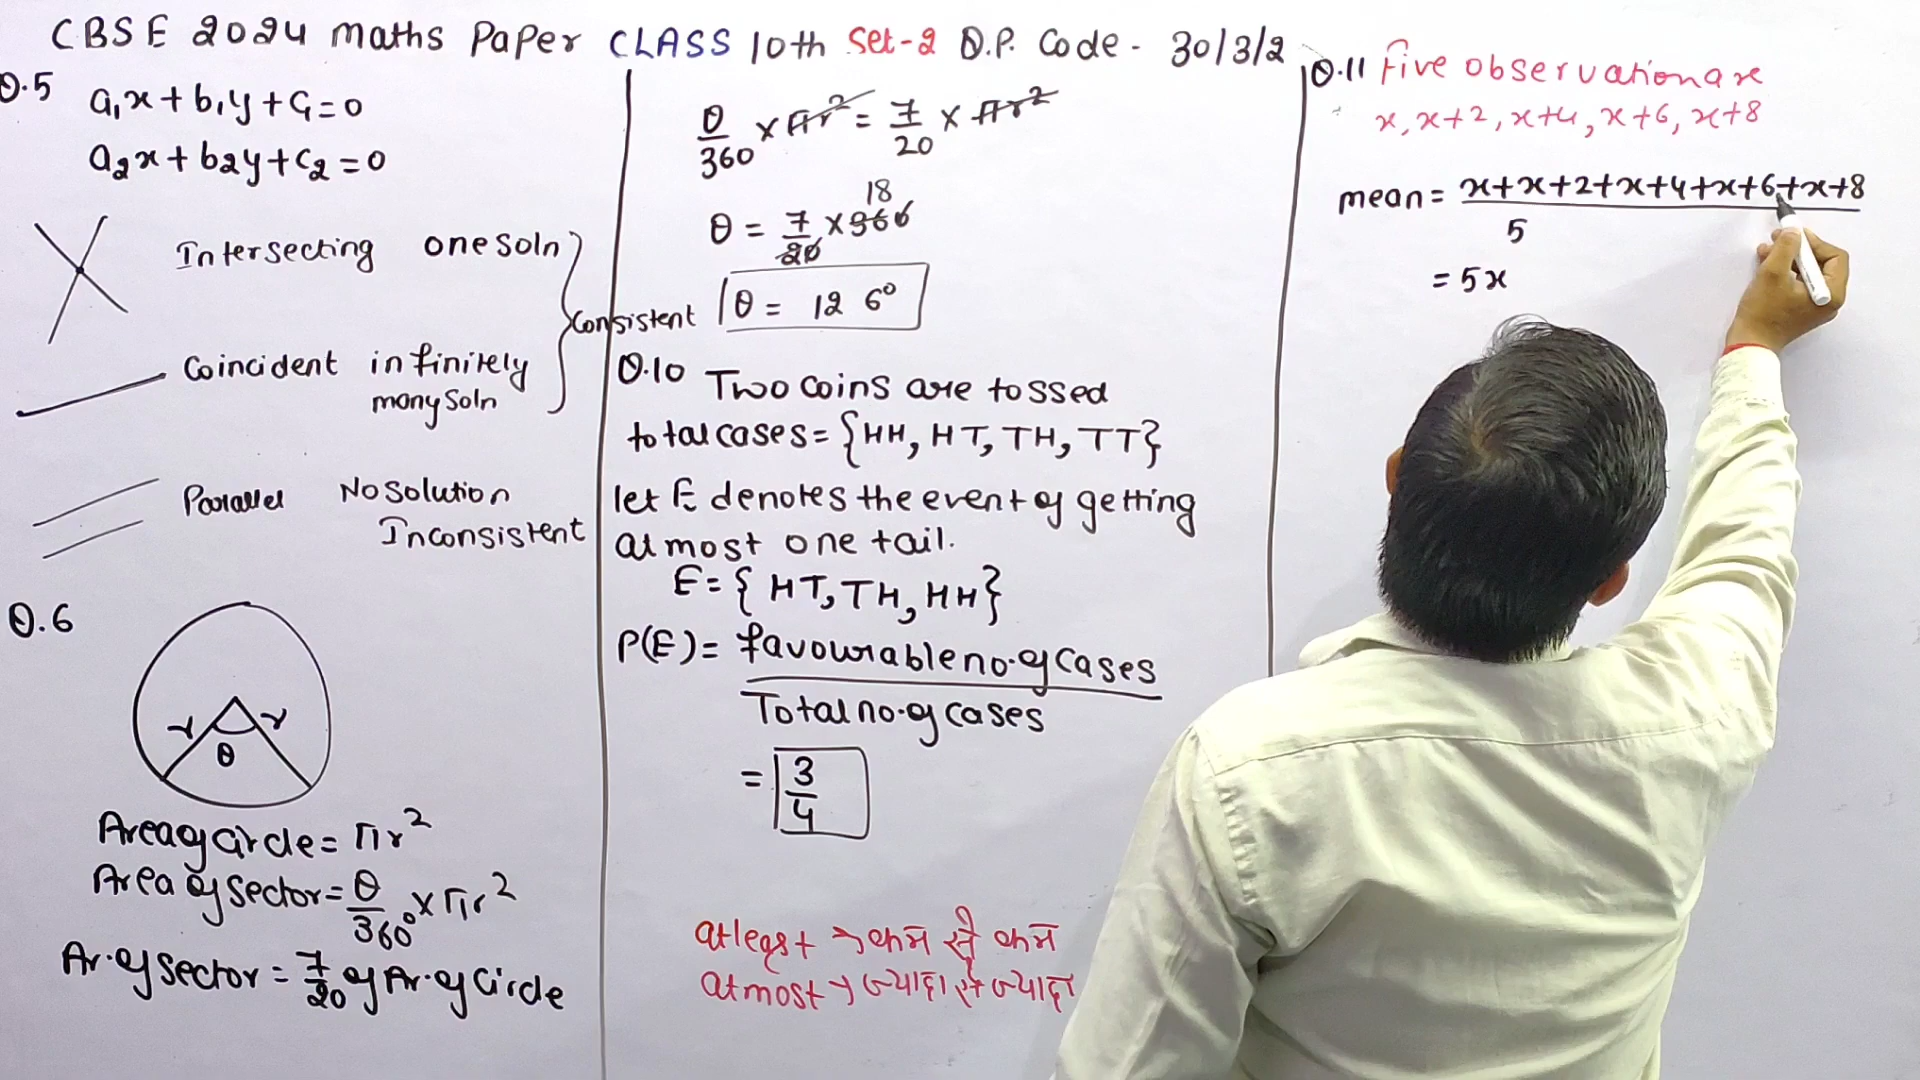 CBSE 2024 maths Paper CLASS 10th Set-2 Q.P. Code - 30/3/2
Q.5
a₁x + b₁y + c₁ = 0
a₂x + b₂y + c₂ = 0
Intersecting one soln
Consistent
Coincident infinitely
many soln
Parallel No solution
Inconsistent
Q.6
r r
θ
Area of circle = πr²
Area of sector = θ/360° × πr²
Ar. of sector = 7/20 of Ar. of Circle
θ/360 × πr² = 7/20 × πr²
18
θ = 7/20 × 360
θ = 126°
Q.10 Two coins are tossed
total cases = {HH, HT, TH, TT}
let E denotes the event of getting
atmost one tail.
E = {HT, TH, HH}
P(E) = favourable no. of cases
Total no. of cases
= 3/4
atleast → कम से कम
atmost → ज्यादा से ज्यादा
Q.11 Five observation are
x, x+2, x+4, x+6, x+8
mean = x+x+2+x+4+x+6+x+8
5
= 5x